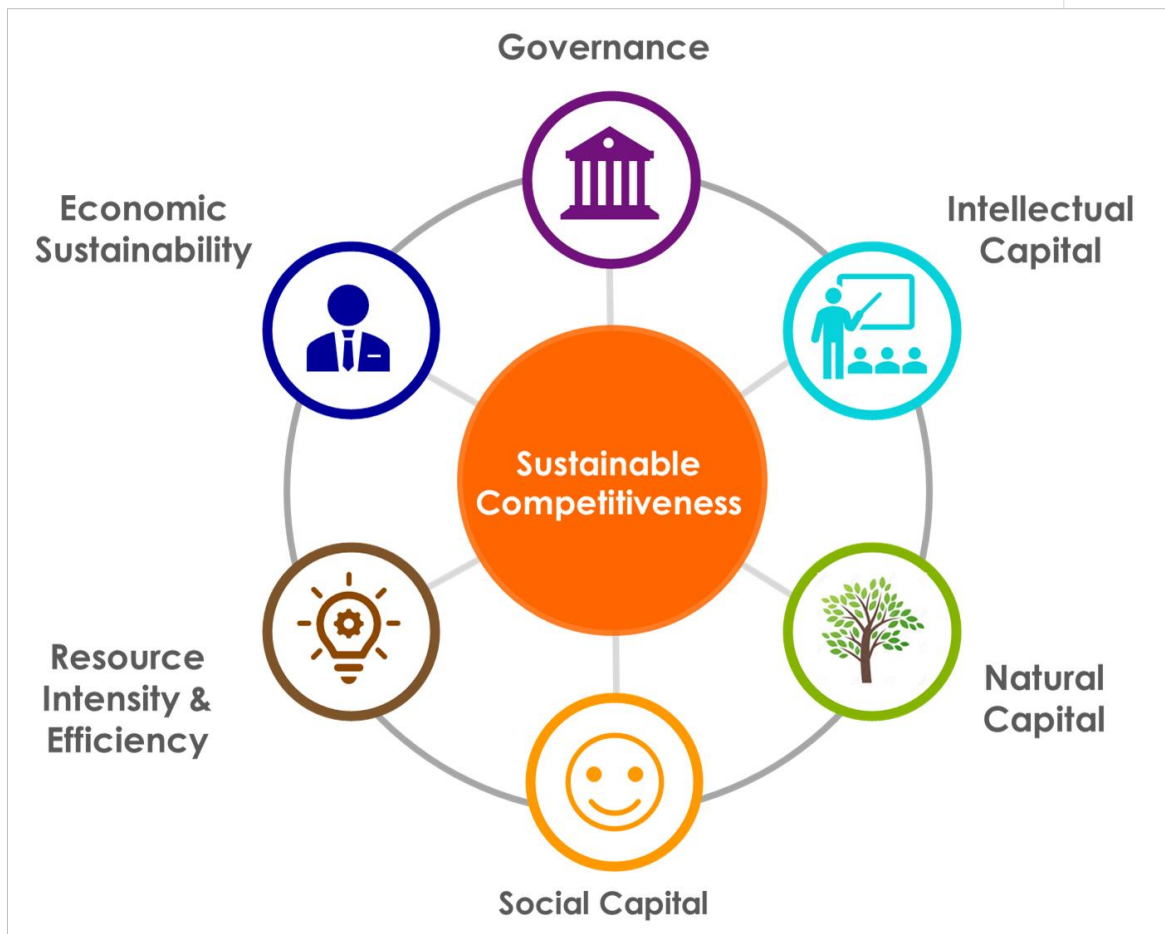 Governance
Economic
Sustainability
Intellectual
Capital
Sustainable
Competitiveness
Resource
Intensity &
Efficiency
Natural
Capital
Social Capital